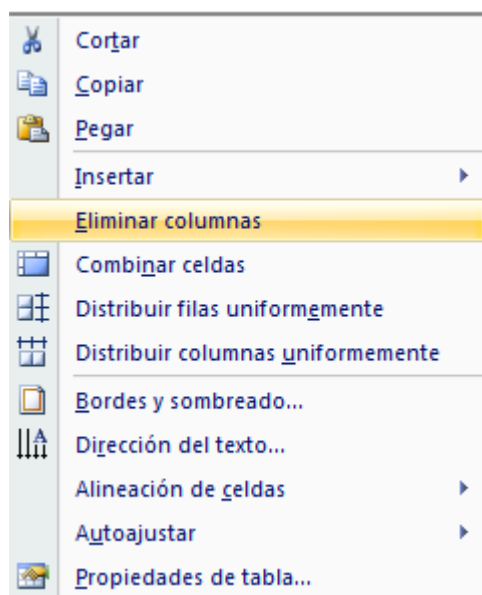 Cortar
Copiar
Pegar
Insertar
Eliminar columnas
Combinar celdas
Distribuir filas uniformemente
Distribuir columnas uniformemente
Bordes y sombreado...
Dirección del texto...
Alineación de celdas
Autoajustar
Propiedades de tabla...